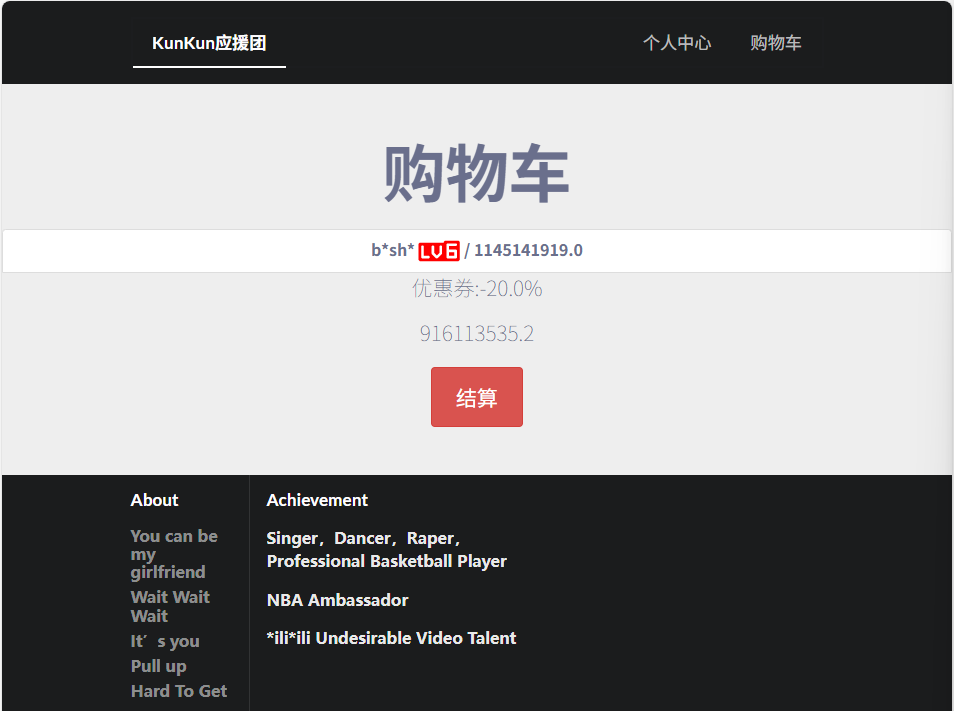 KunKun应援团
个人中心
购物车
购物车
b*sh* LV6 / 1145141919.0
优惠券:-20.0%
916113535.2
结算
About
You can be
my
girlfriend
Wait Wait
Wait
It′s you
Pull up
Hard To Get
Achievement
Singer，Dancer，Raper，
Professional Basketball Player
NBA Ambassador
*ili*ili Undesirable Video Talent